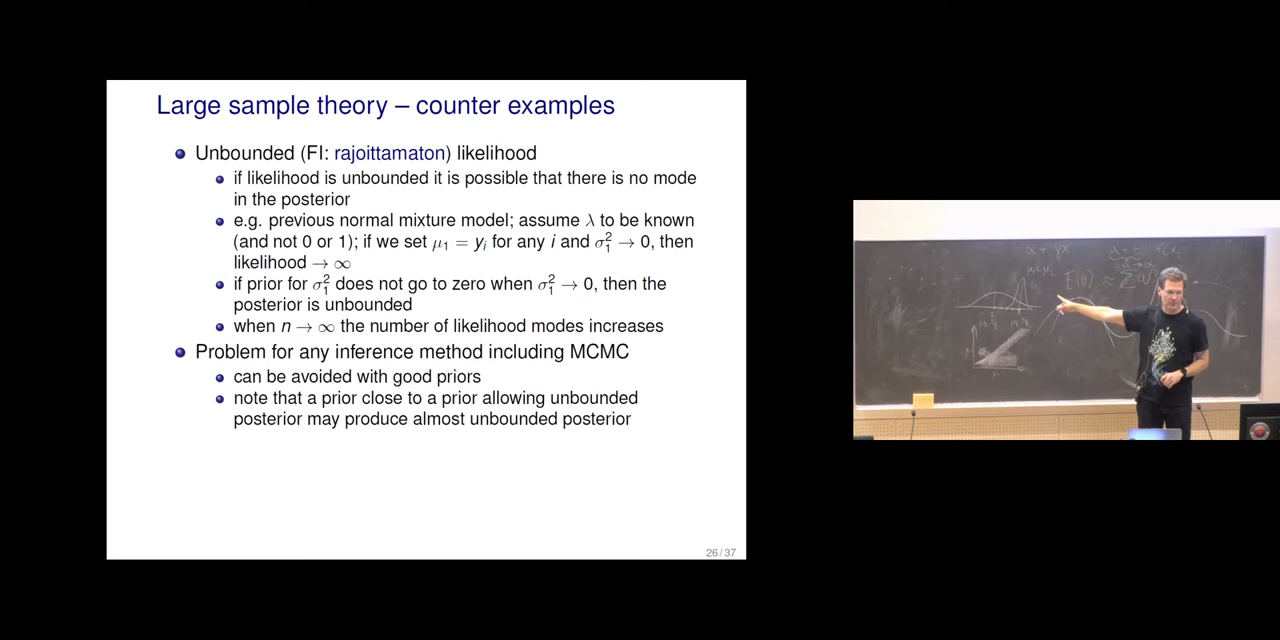 Large sample theory – counter examples
Unbounded (FI: rajoittamaton) likelihood
if likelihood is unbounded it is possible that there is no mode
in the posterior
e.g. previous normal mixture model; assume λ to be known
(and not 0 or 1); if we set μ₁ = yᵢ for any i and σ₁² → 0, then
likelihood → ∞
if prior for σ₁² does not go to zero when σ₁² → 0, then the
posterior is unbounded
when n → ∞ the number of likelihood modes increases
Problem for any inference method including MCMC
can be avoided with good priors
note that a prior close to a prior allowing unbounded
posterior may produce almost unbounded posterior
26 / 37